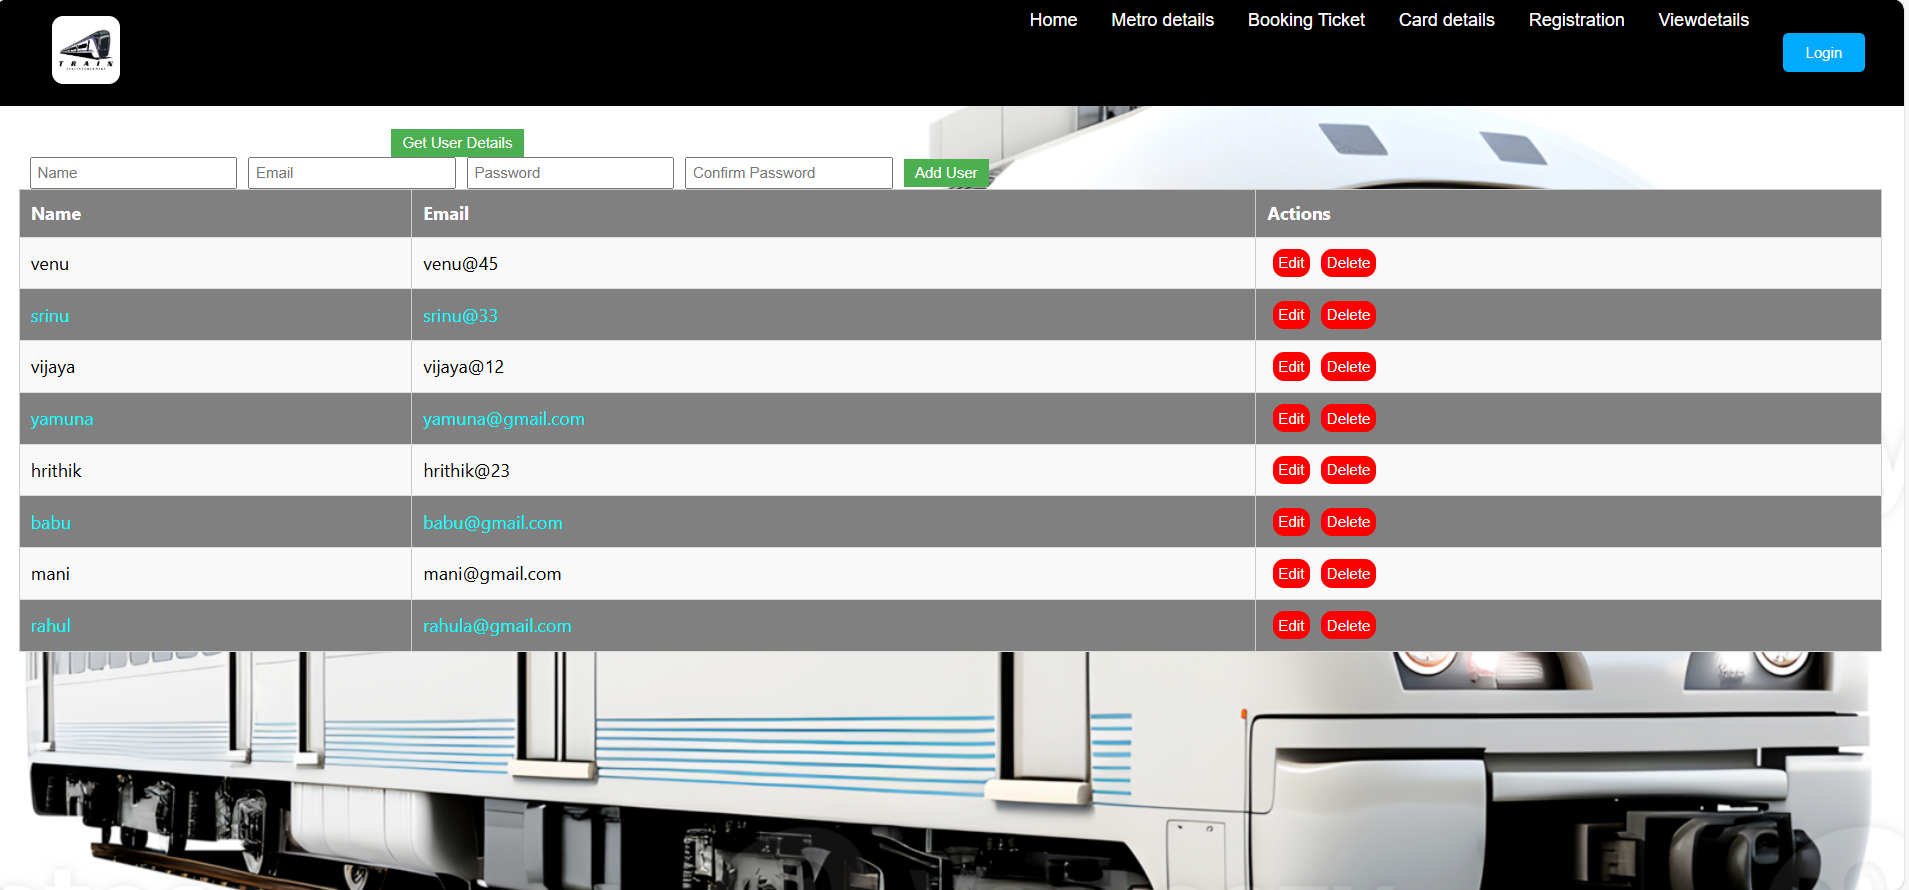 Home Metro details Booking Ticket Card details Registration Viewdetails
Login
TRAIN
Get User Details
Name Email Password Confirm Password Add User
Name Email Actions
venu venu@45 Edit Delete
srinu srinu@33 Edit Delete
vijaya vijaya@12 Edit Delete
yamuna yamuna@gmail.com Edit Delete
hrithik hrithik@23 Edit Delete
babu babu@gmail.com Edit Delete
mani mani@gmail.com Edit Delete
rahul rahula@gmail.com Edit Delete